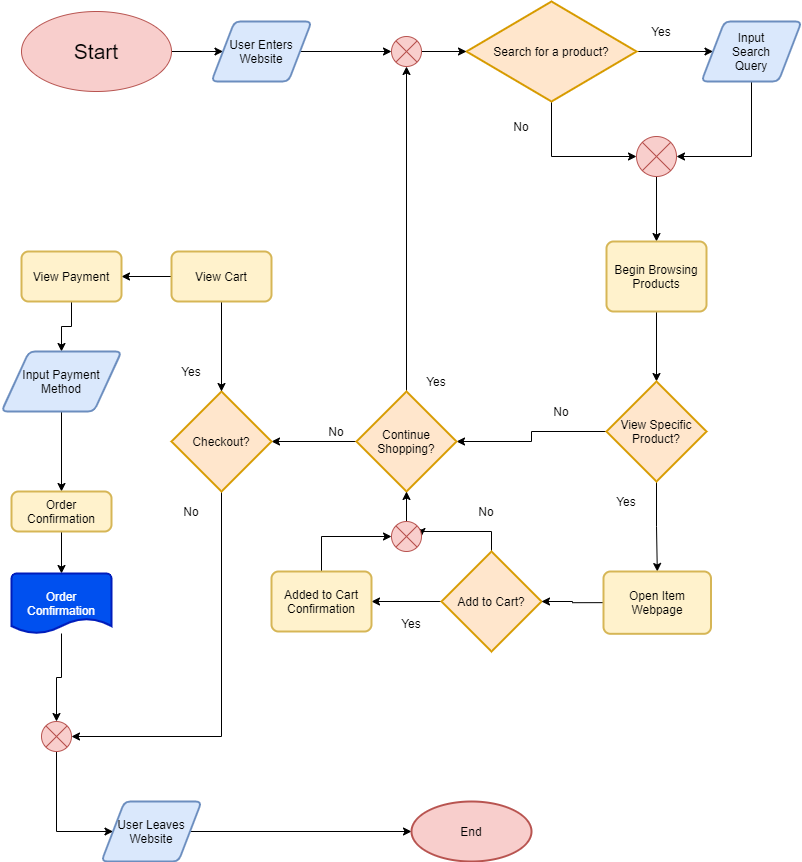 Start
User Enters
Website
Search for a product?
Yes
Input
Search
Query
No
Begin Browsing
Products
View Payment
View Cart
Yes
Input Payment
Method
Yes
Checkout?
No
Continue
Shopping?
No
View Specific
Product?
Yes
Order
Confirmation
No
No
Added to Cart
Confirmation
Yes
Add to Cart?
Open Item
Webpage
Order
Confirmation
User Leaves
Website
End